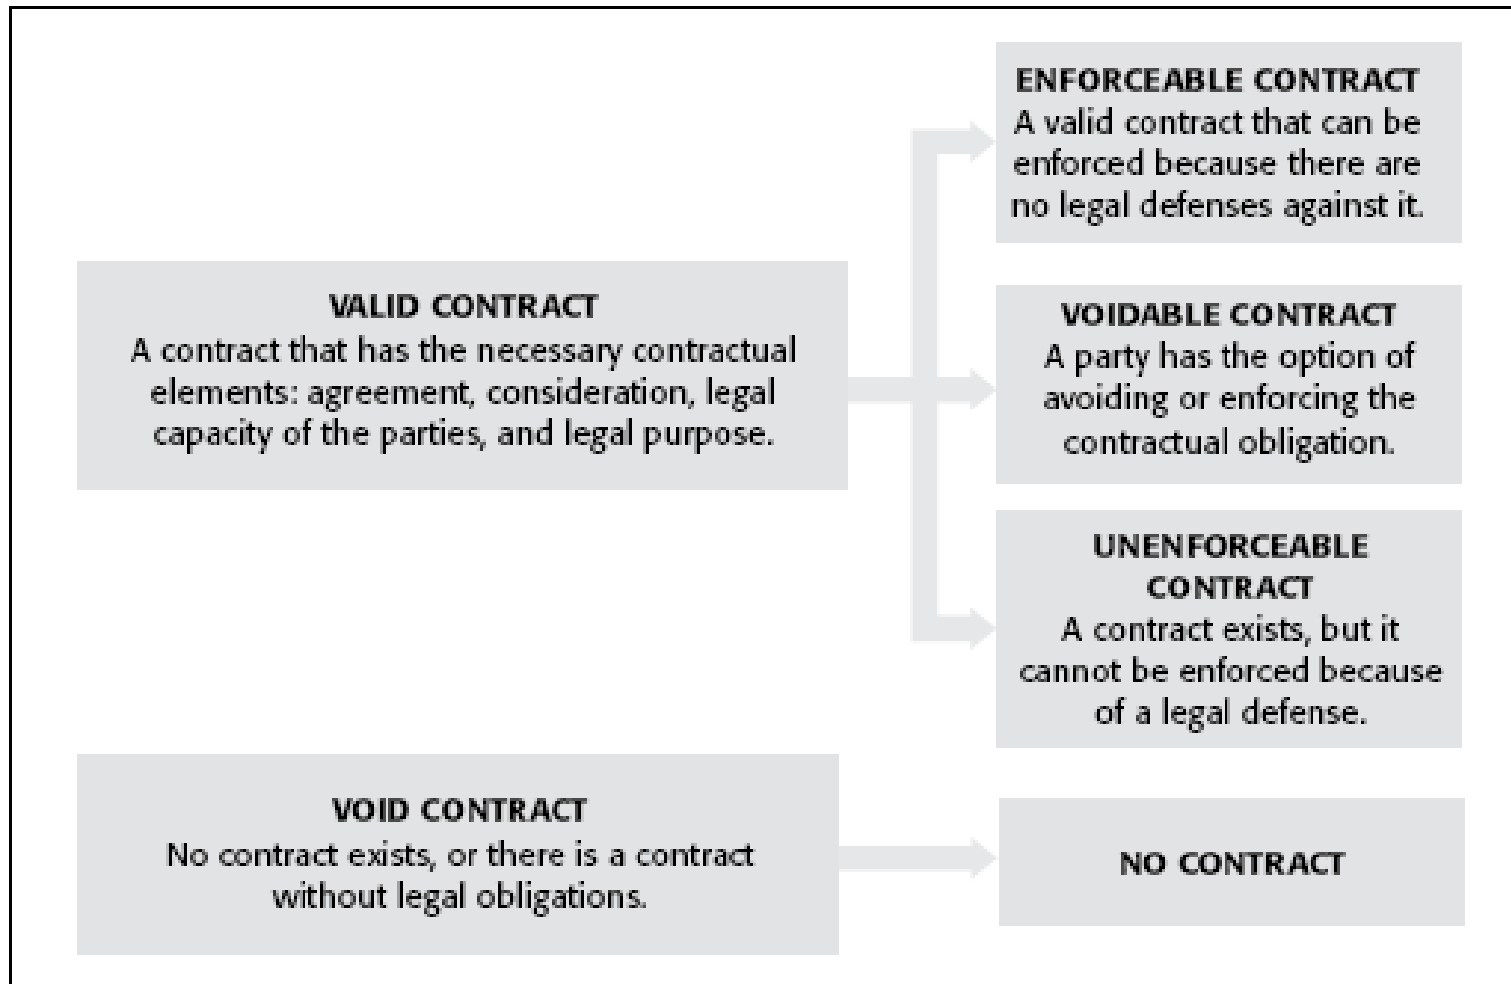 ENFORCEABLE CONTRACT
A valid contract that can be
enforced because there are
no legal defenses against it.
VALID CONTRACT
A contract that has the necessary contractual
elements: agreement, consideration, legal
capacity of the parties, and legal purpose.
VOIDABLE CONTRACT
A party has the option of
avoiding or enforcing the
contractual obligation.
UNENFORCEABLE
CONTRACT
A contract exists, but it
cannot be enforced because
of a legal defense.
VOID CONTRACT
No contract exists, or there is a contract
without legal obligations.
NO CONTRACT